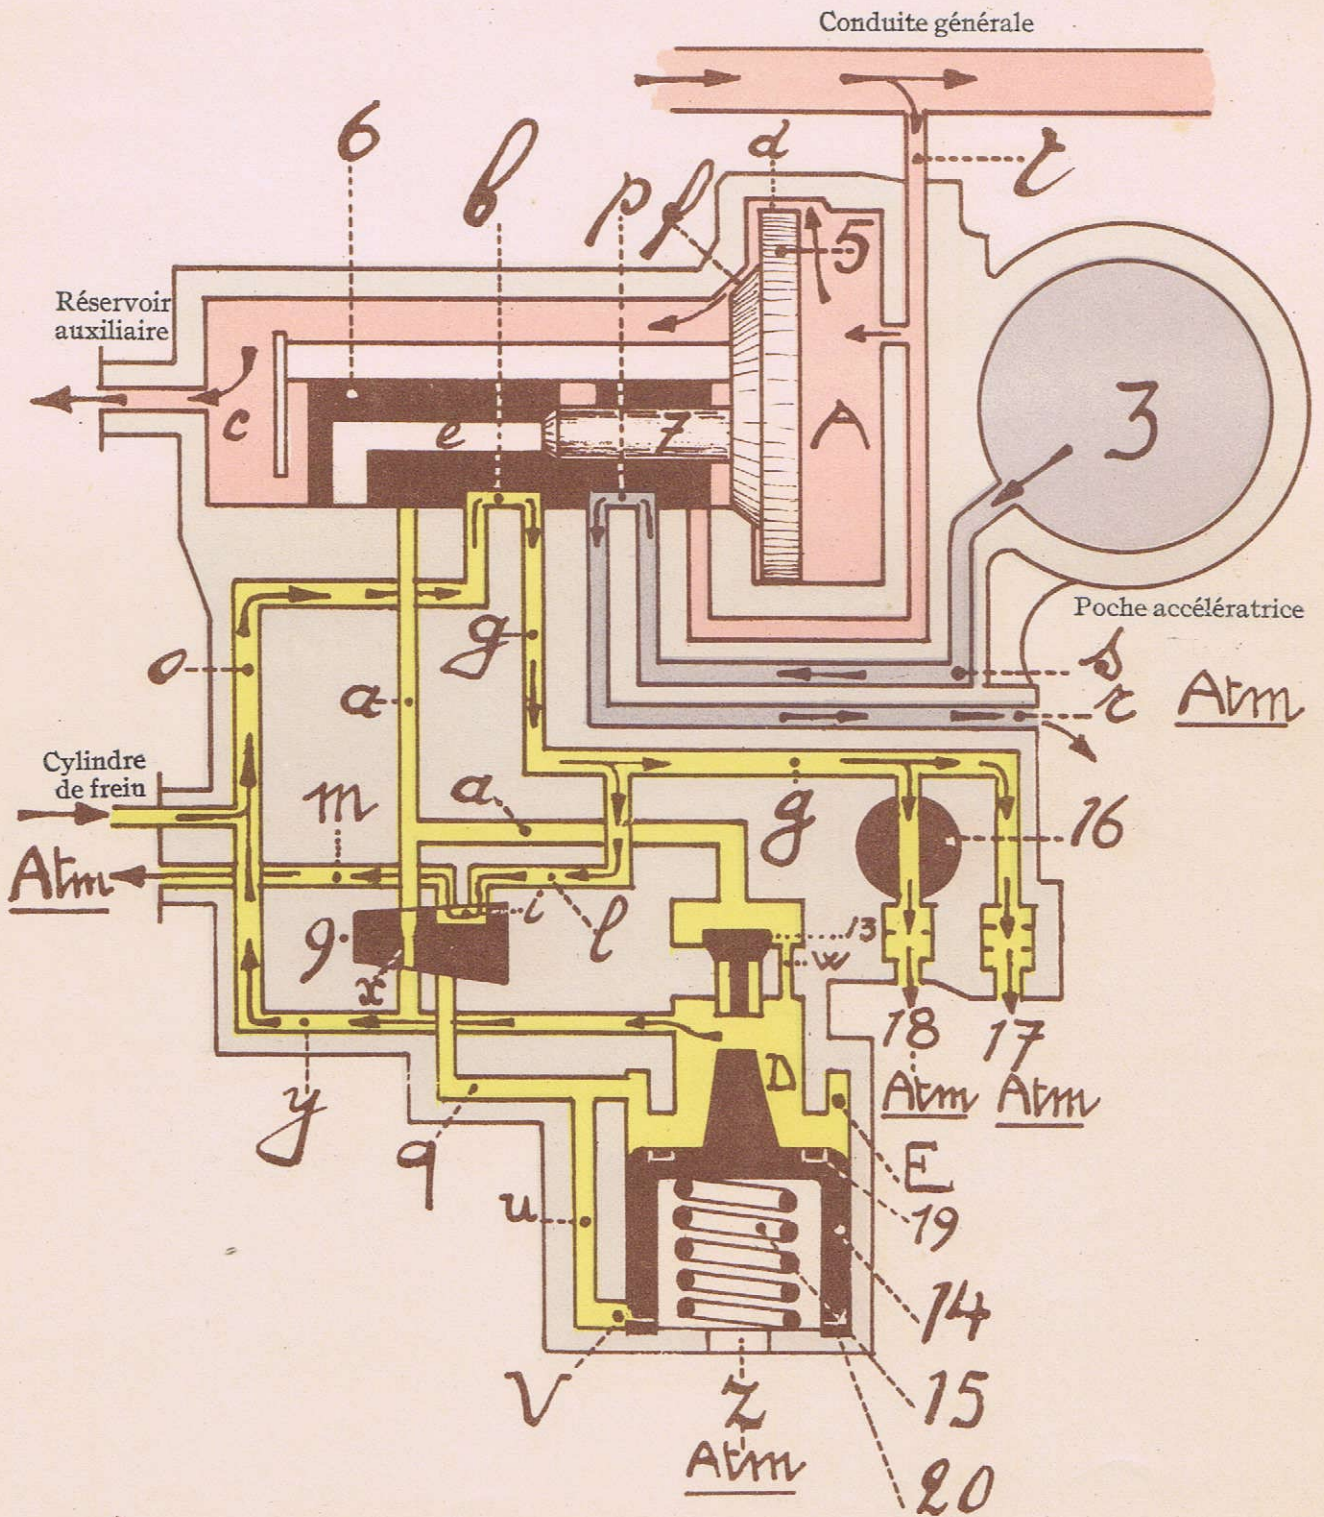 Conduite générale
6
b
p
f
d
t
5
Réservoir
auxiliaire
c
e
7
A
3
Poche accélératrice
o
g
a
s
r
Atm
Cylindre
de frein
m
a
g
16
Atm
9
x
i
l
13
w
D
18
17
Atm
Atm
y
q
u
E
19
14
V
z
15
Atm
20